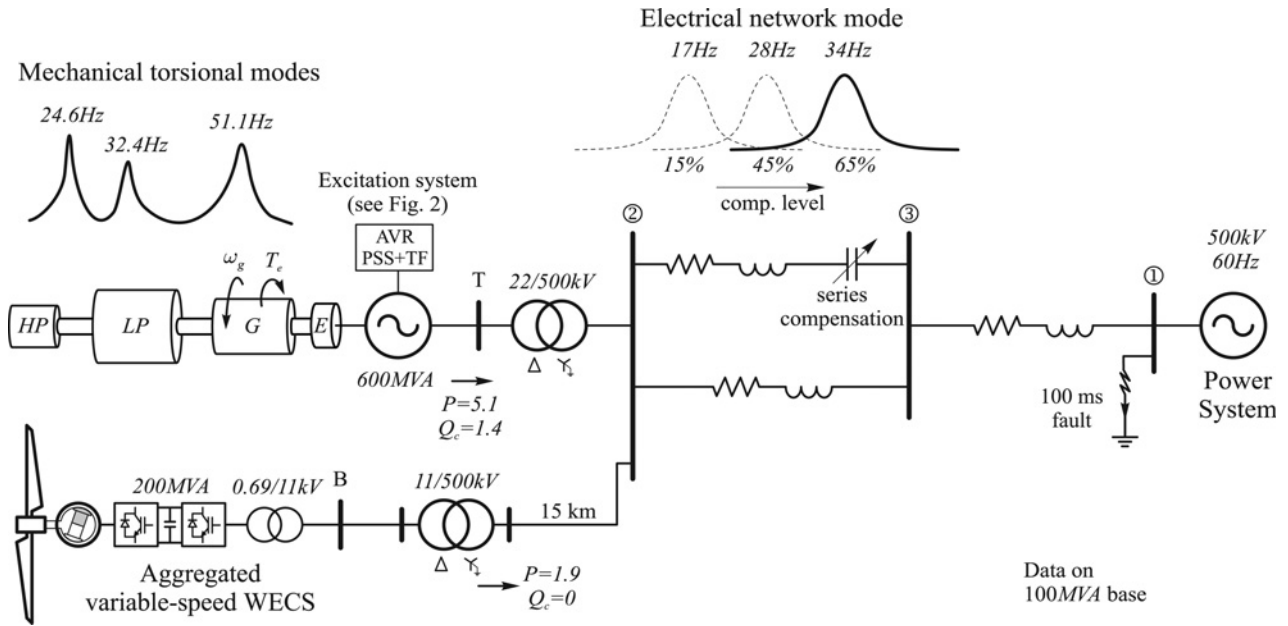 Electrical network mode
17Hz 28Hz 34Hz
15% 45% 65%
comp. level
Mechanical torsional modes
24.6Hz
32.4Hz
51.1Hz
Excitation system
(see Fig. 2)
AVR
PSS+TF
ω_g T_e
HP LP G E
600MVA
P=5.1
Q_c=1.4
T
22/500kV
Δ
②
series
compensation
③
①
500kV
60Hz
100 ms
fault
Power
System
200MVA
0.69/11kV
B
11/500kV
Δ
15 km
P=1.9
Q_c=0
Aggregated
variable-speed WECS
Data on
100MVA base